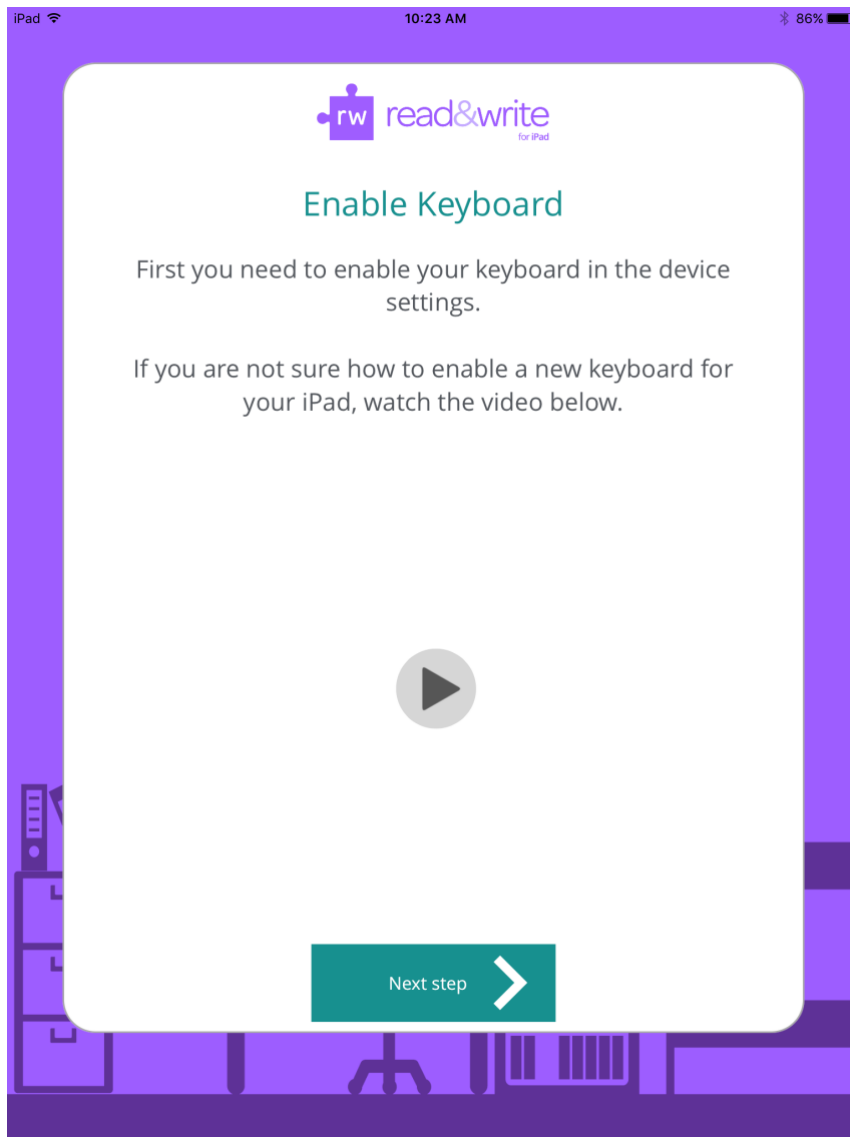 iPad 10:23 AM 86%
rw read&write
for iPad
Enable Keyboard
First you need to enable your keyboard in the device
settings.
If you are not sure how to enable a new keyboard for
your iPad, watch the video below.
Next step